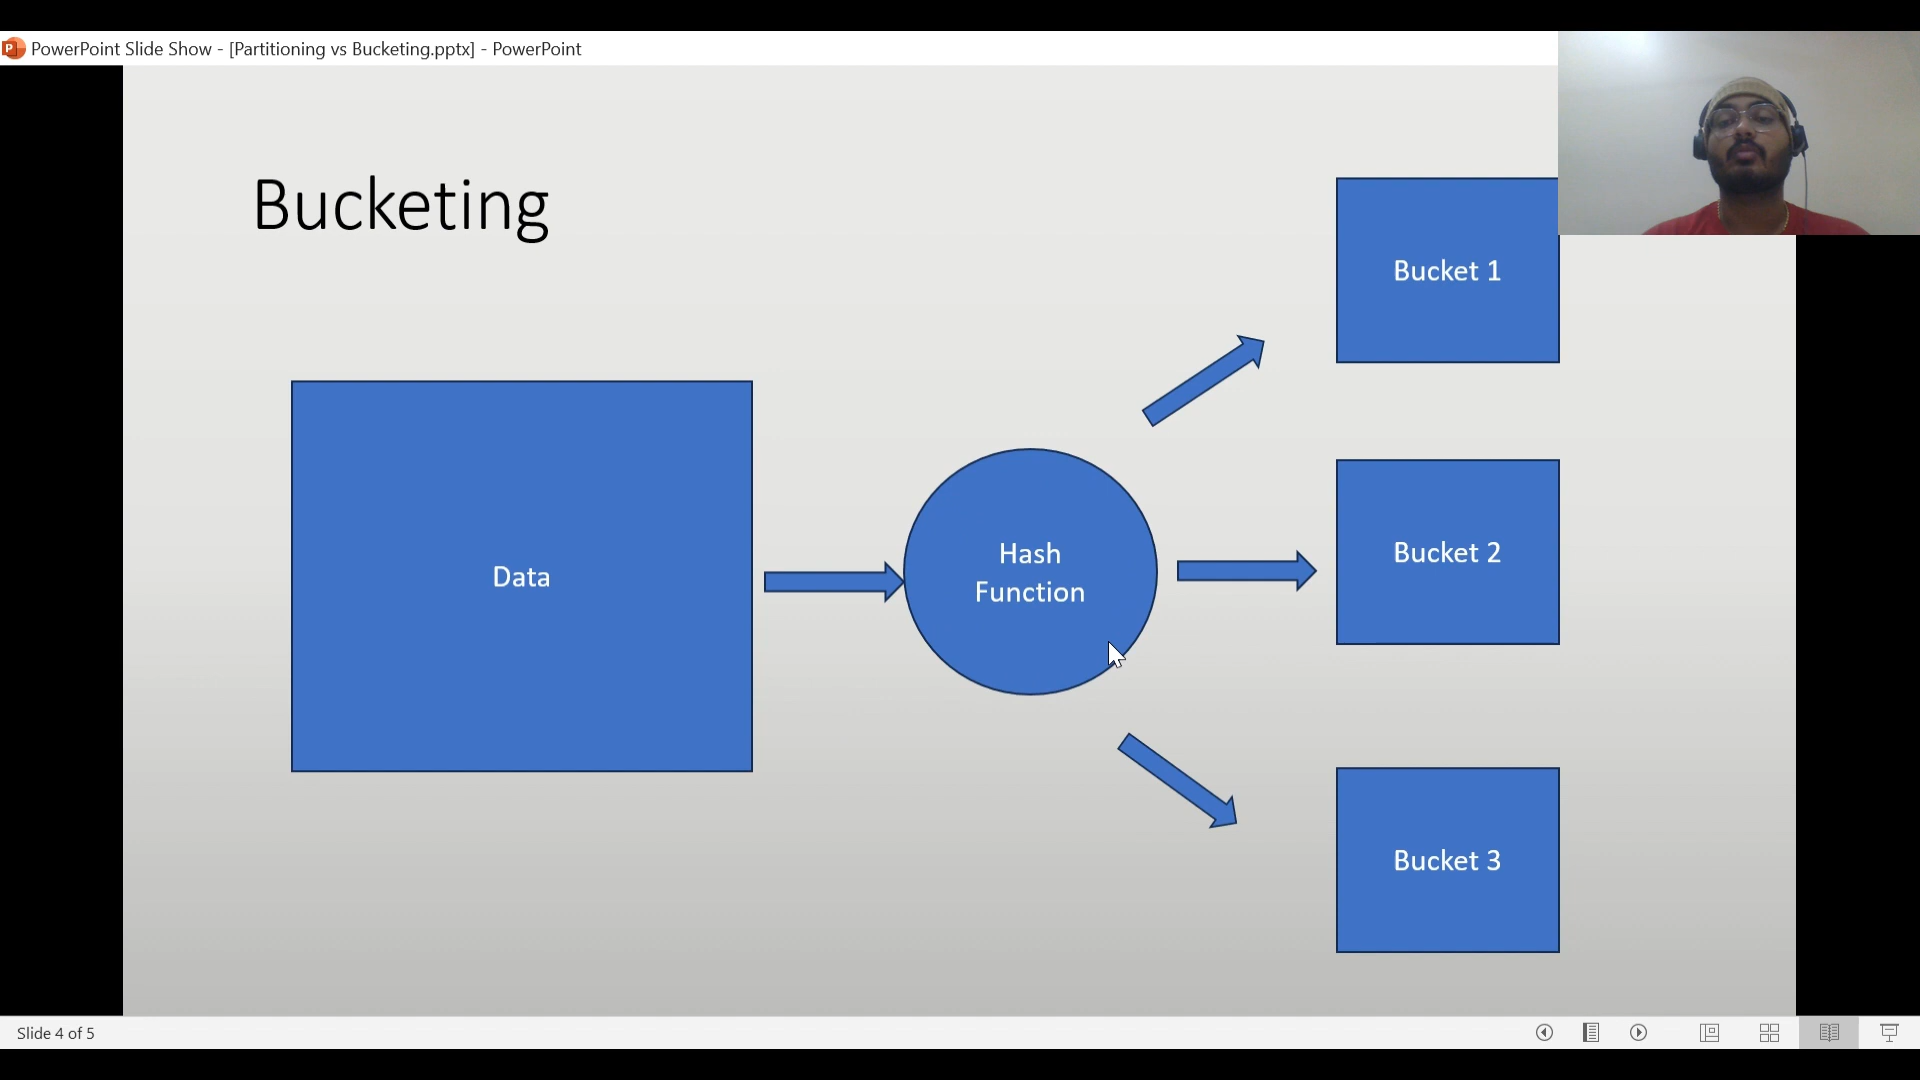 PowerPoint Slide Show - [Partitioning vs Bucketing.pptx] - PowerPoint
Bucketing
Bucket 1
Data
Hash
Function
Bucket 2
Bucket 3
Slide 4 of 5